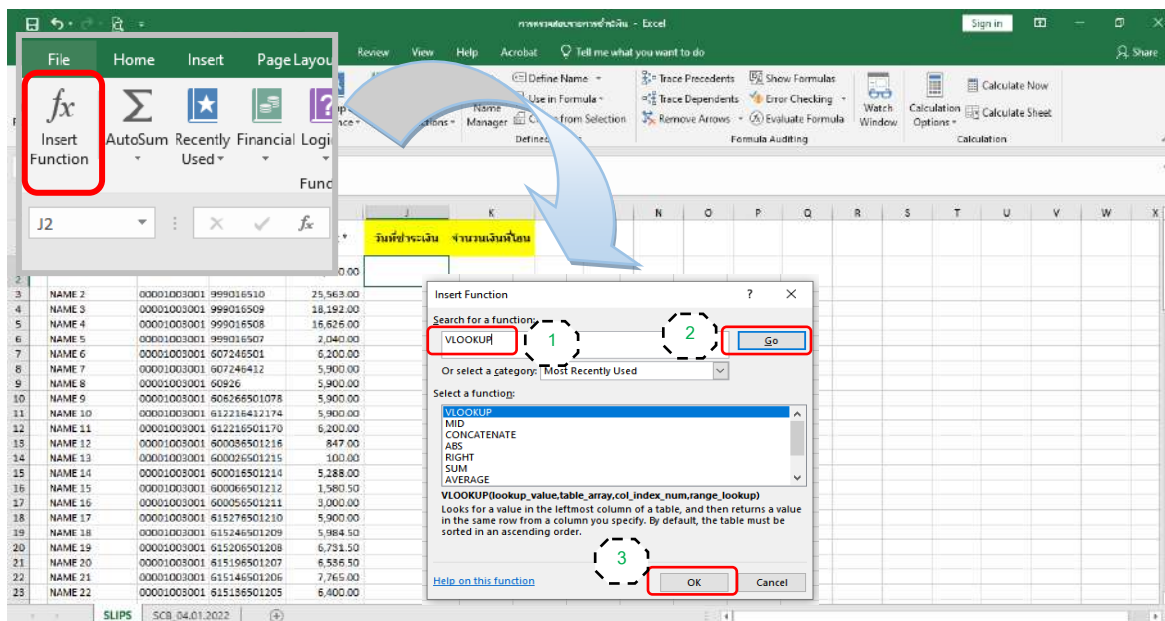 การตรวจสอบรายการชำระเงิน - Excel
Sign in
File Home Insert Page Layou Review View Help Acrobat Tell me what you want to do Share
fx Insert Function
AutoSum
Recently Used
Financial
Logi
Func
Name Manager
Define Name
Use in Formula
from Selection
Trace Precedents
Trace Dependents
Remove Arrows
Show Formulas
Error Checking
Evaluate Formula
Formula Auditing
Watch Window
Calculation Options
Calculate Now
Calculate Sheet
Calculation
J2 fx
J K N O P Q R S T U V W X
วันที่ชำระเงิน จำนวนเงินที่โอน
2
3 NAME 2 00001003001 999016510 25,563.00
4 NAME 3 00001003001 999016509 18,192.00
5 NAME 4 00001003001 999016508 16,626.00
6 NAME 5 00001003001 999016507 2,040.00
7 NAME 6 00001003001 607246501 6,200.00
8 NAME 7 00001003001 607246412 5,900.00
9 NAME 8 00001003001 60926 5,900.00
10 NAME 9 00001003001 606266501078 5,900.00
11 NAME 10 00001003001 612216412174 5,900.00
12 NAME 11 00001003001 612216501170 6,200.00
13 NAME 12 00001003001 600036501216 847.00
14 NAME 13 00001003001 600026501215 100.00
15 NAME 14 00001003001 600016501214 5,288.00
16 NAME 15 00001003001 600066501212 1,580.50
17 NAME 16 00001003001 600056501211 3,000.00
18 NAME 17 00001003001 615276501210 5,900.00
19 NAME 18 00001003001 615246501209 5,984.50
20 NAME 19 00001003001 615206501208 6,731.50
21 NAME 20 00001003001 615196501207 6,536.50
22 NAME 21 00001003001 615146501206 7,765.00
23 NAME 22 00001003001 615136501205 6,400.00
Insert Function ?
Search for a function:
VLOOKUP 1 2 Go
Or select a category: Most Recently Used
Select a function:
VLOOKUP
MID
CONCATENATE
ABS
RIGHT
SUM
AVERAGE
VLOOKUP(lookup_value,table_array,col_index_num,range_lookup)
Looks for a value in the leftmost column of a table, and then returns a value
in the same row from a column you specify. By default, the table must be
sorted in an ascending order.
3
Help on this function OK Cancel
SLIPS SCB_04.01.2022